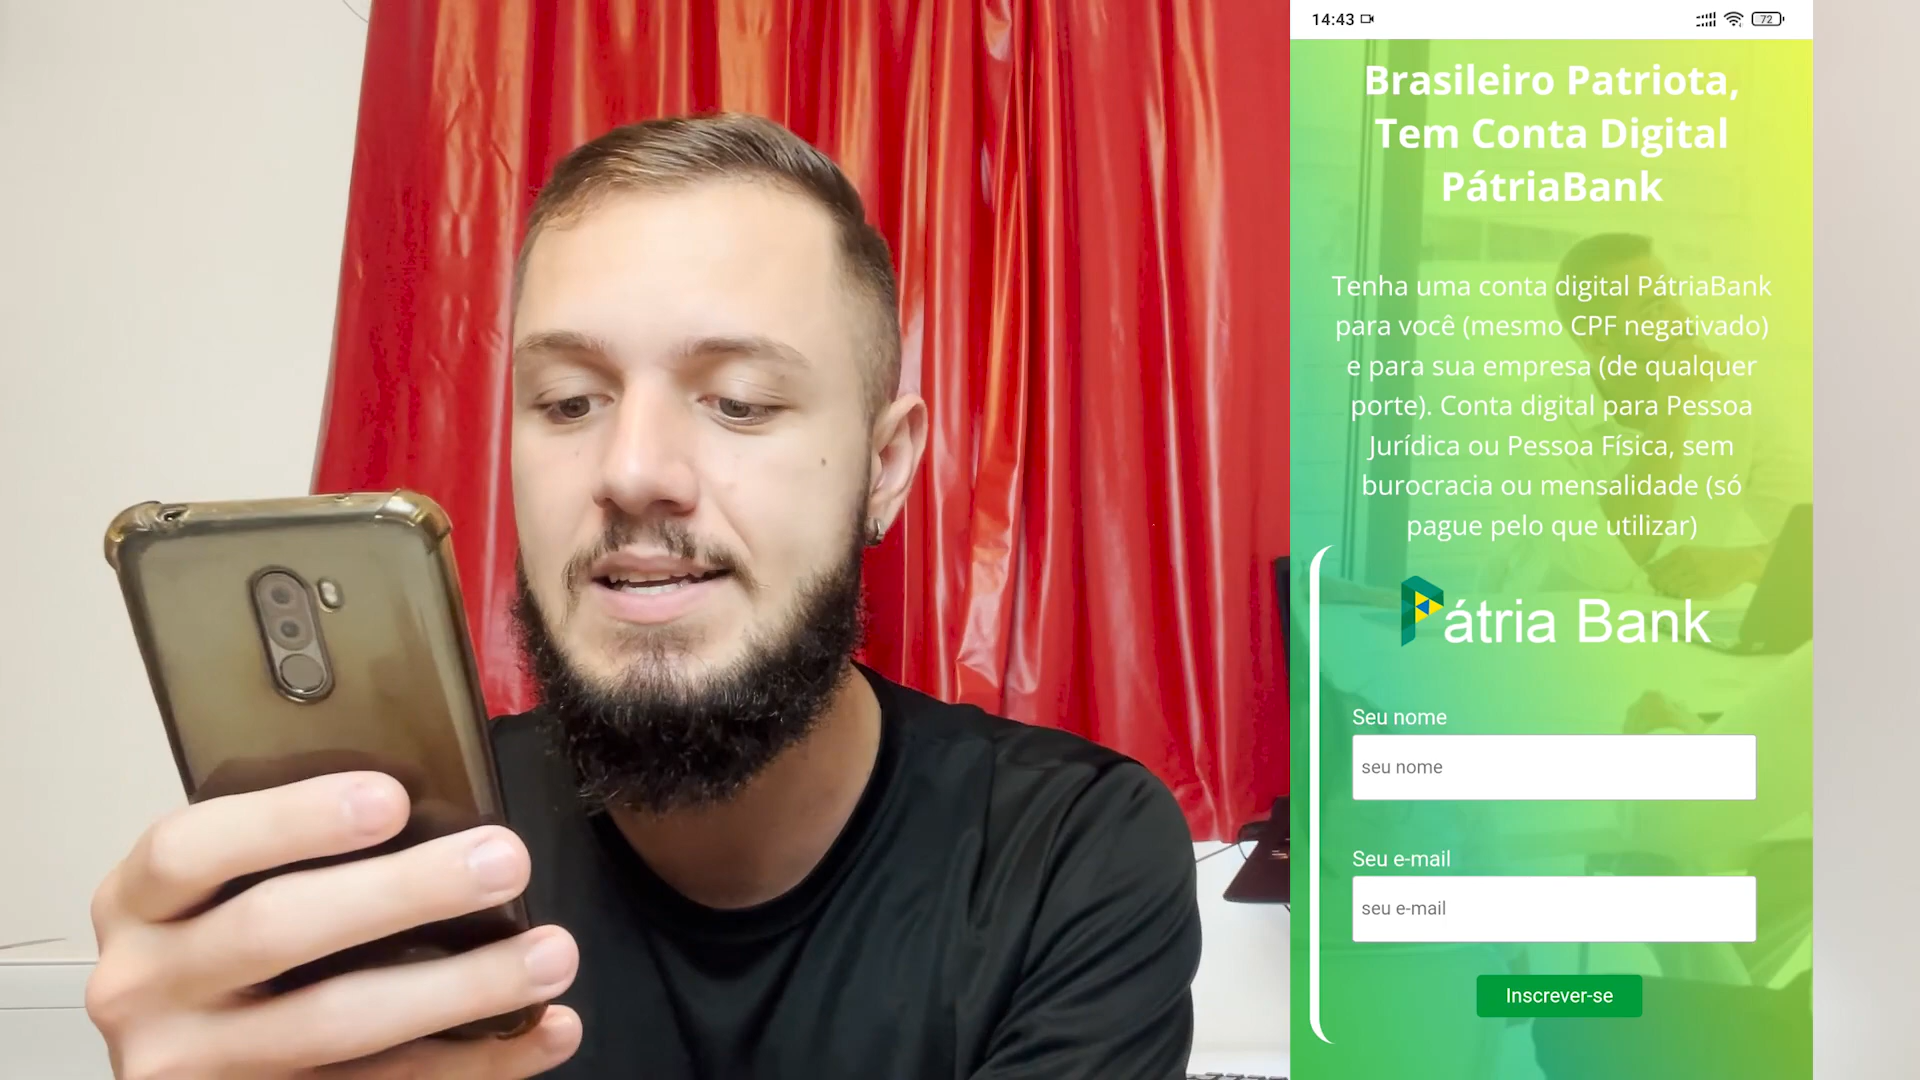 14:43
72
Brasileiro Patriota,
Tem Conta Digital
PátriaBank
Tenha uma conta digital PátriaBank
para você (mesmo CPF negativado)
e para sua empresa (de qualquer
porte). Conta digital para Pessoa
Jurídica ou Pessoa Física, sem
burocracia ou mensalidade (só
pague pelo que utilizar)
Pátria Bank
Seu nome
seu nome
Seu e-mail
seu e-mail
Inscrever-se